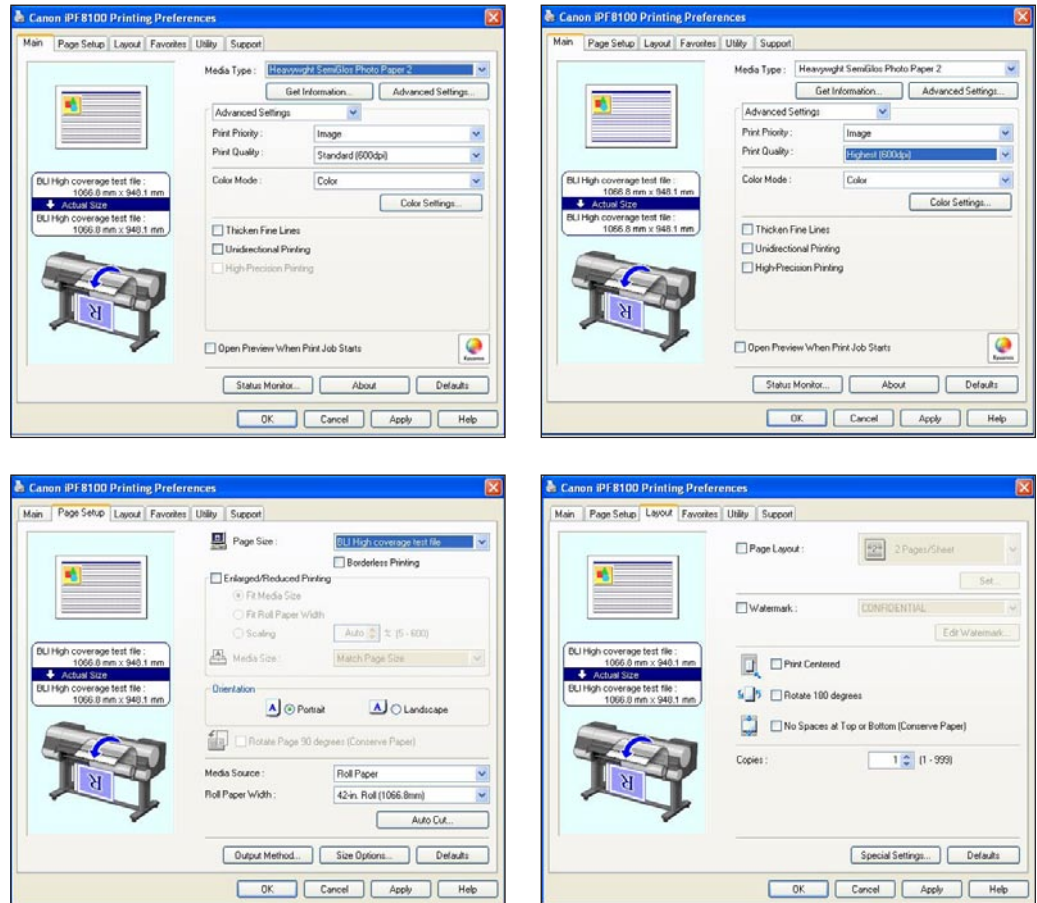 Canon iPF8100 Printing Preferences
Main Page Setup Layout Favorites Utility Support
Media Type : Heavywght SemiGlos Photo Paper 2
Get Information... Advanced Settings...
Advanced Settings
Print Priority : Image
Print Quality : Standard (600dpi)
BLI High coverage test file :
1066.8 mm x 948.1 mm
Actual Size
BLI High coverage test file :
1066.8 mm x 948.1 mm
Color Mode : Color
Color Settings...
Thicken Fine Lines
Unidirectional Printing
High-Precision Printing
R
Open Preview When Print Job Starts
Status Monitor... About Defaults
OK Cancel Apply Help
Canon iPF8100 Printing Preferences
Main Page Setup Layout Favorites Utility Support
Media Type : Heavywght SemiGlos Photo Paper 2
Get Information... Advanced Settings...
Advanced Settings
Print Priority : Image
Print Quality : Highest (600dpi)
BLI High coverage test file :
1066.8 mm x 948.1 mm
Actual Size
BLI High coverage test file :
1066.8 mm x 948.1 mm
Color Mode : Color
Color Settings...
Thicken Fine Lines
Unidirectional Printing
High-Precision Printing
R
Open Preview When Print Job Starts
Status Monitor... About Defaults
OK Cancel Apply Help
Canon iPF8100 Printing Preferences
Main Page Setup Layout Favorites Utility Support
Page Size : BLI High coverage test file
Borderless Printing
Enlarged/Reduced Printing
Fit Media Size
Fit Roll Paper Width
Scaling Auto % (5 - 600)
Media Size : Match Page Size
BLI High coverage test file :
1066.8 mm x 948.1 mm
Actual Size
BLI High coverage test file :
1066.8 mm x 948.1 mm
Orientation
A Portrait A Landscape
Rotate Page 90 degrees (Conserve Paper)
R
Media Source : Roll Paper
Roll Paper Width : 42-in. Roll (1066.8mm)
Auto Cut...
Output Method... Size Options... Defaults
OK Cancel Apply Help
Canon iPF8100 Printing Preferences
Main Page Setup Layout Favorites Utility Support
Page Layout : 2 Pages/Sheet
Set...
Watermark : CONFIDENTIAL
Edit Watermark...
BLI High coverage test file :
1066.8 mm x 948.1 mm
Actual Size
BLI High coverage test file :
1066.8 mm x 948.1 mm
Print Centered
Rotate 180 degrees
No Spaces at Top or Bottom (Conserve Paper)
R
Copies : 1 (1 - 999)
Special Settings... Defaults
OK Cancel Apply Help